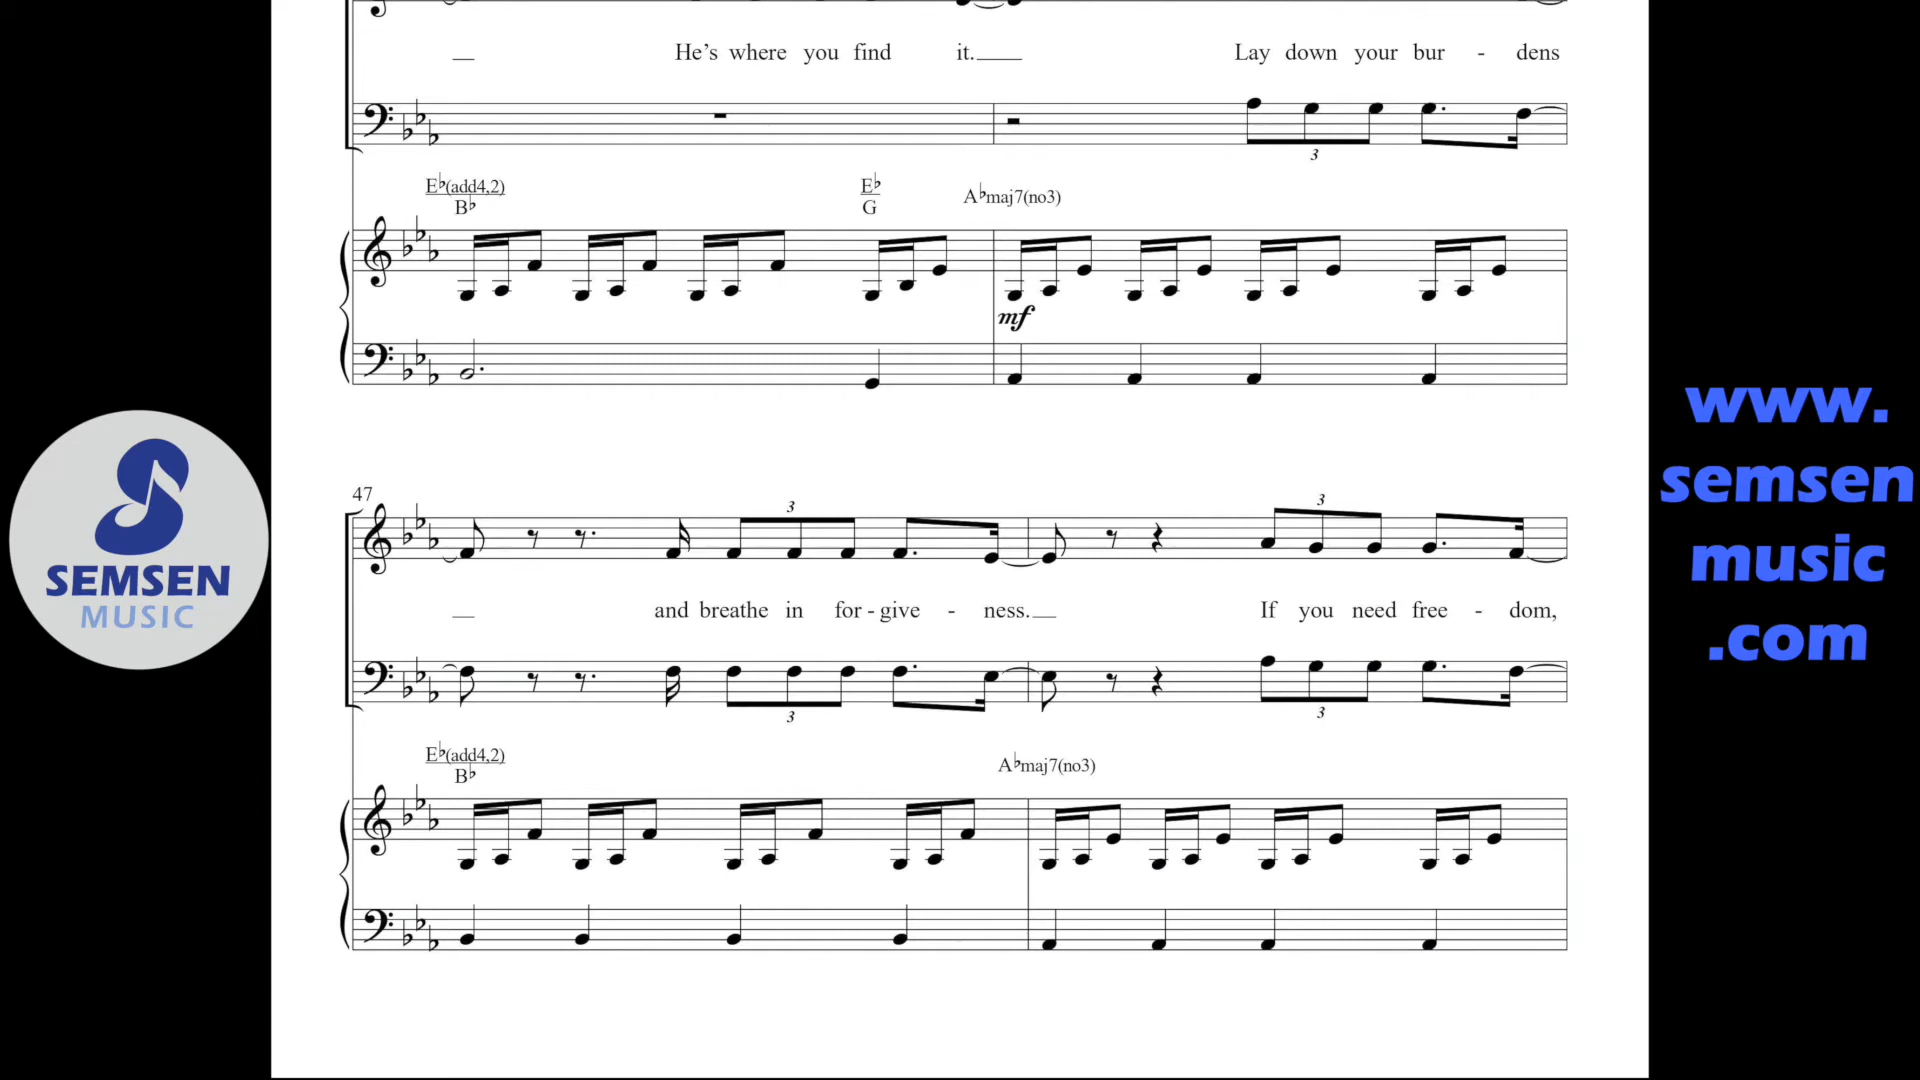 He’s where you find it. Lay down your bur - dens
3
E♭(add4,2) E♭ A♭maj7(no3)
B♭ G
mf
47
3 3
and breathe in for - give - ness. If you need free - dom,
3 3
E♭(add4,2) A♭maj7(no3)
B♭
SEMSEN
MUSIC
www.
semsen
music
.com